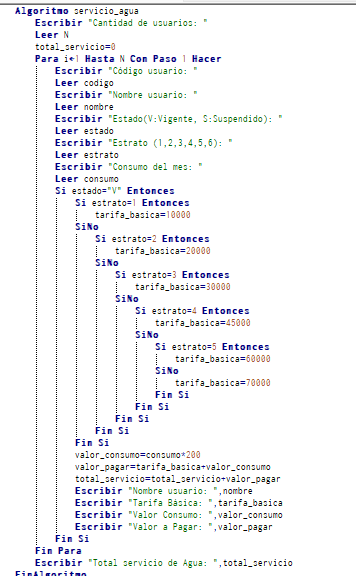 Algoritmo servicio_agua
Escribir "Cantidad de usuarios: "
Leer N
total_servicio=0
Para i←1 Hasta N Con Paso 1 Hacer
Escribir "Código usuario: "
Leer codigo
Escribir "Nombre usuario: "
Leer nombre
Escribir "Estado(V:Vigente, S:Suspendido): "
Leer estado
Escribir "Estrato (1,2,3,4,5,6): "
Leer estrato
Escribir "Consumo del mes: "
Leer consumo
Si estado="V" Entonces
Si estrato=1 Entonces
tarifa_basica=10000
SiNo
Si estrato=2 Entonces
tarifa_basica=20000
SiNo
Si estrato=3 Entonces
tarifa_basica=30000
SiNo
Si estrato=4 Entonces
tarifa_basica=45000
SiNo
Si estrato=5 Entonces
tarifa_basica=60000
SiNo
tarifa_basica=70000
Fin Si
Fin Si
Fin Si
Fin Si
Fin Si
valor_consumo=consumo*200
valor_pagar=tarifa_basica+valor_consumo
total_servicio=total_servicio+valor_pagar
Escribir "Nombre usuario: ",nombre
Escribir "Tarifa Básica: ",tarifa_basica
Escribir "Valor Consumo: ",valor_consumo
Escribir "Valor a Pagar: ",valor_pagar
Fin Si
Fin Para
Escribir "Total servicio de Agua: ",total_servicio
FinAlgoritmo